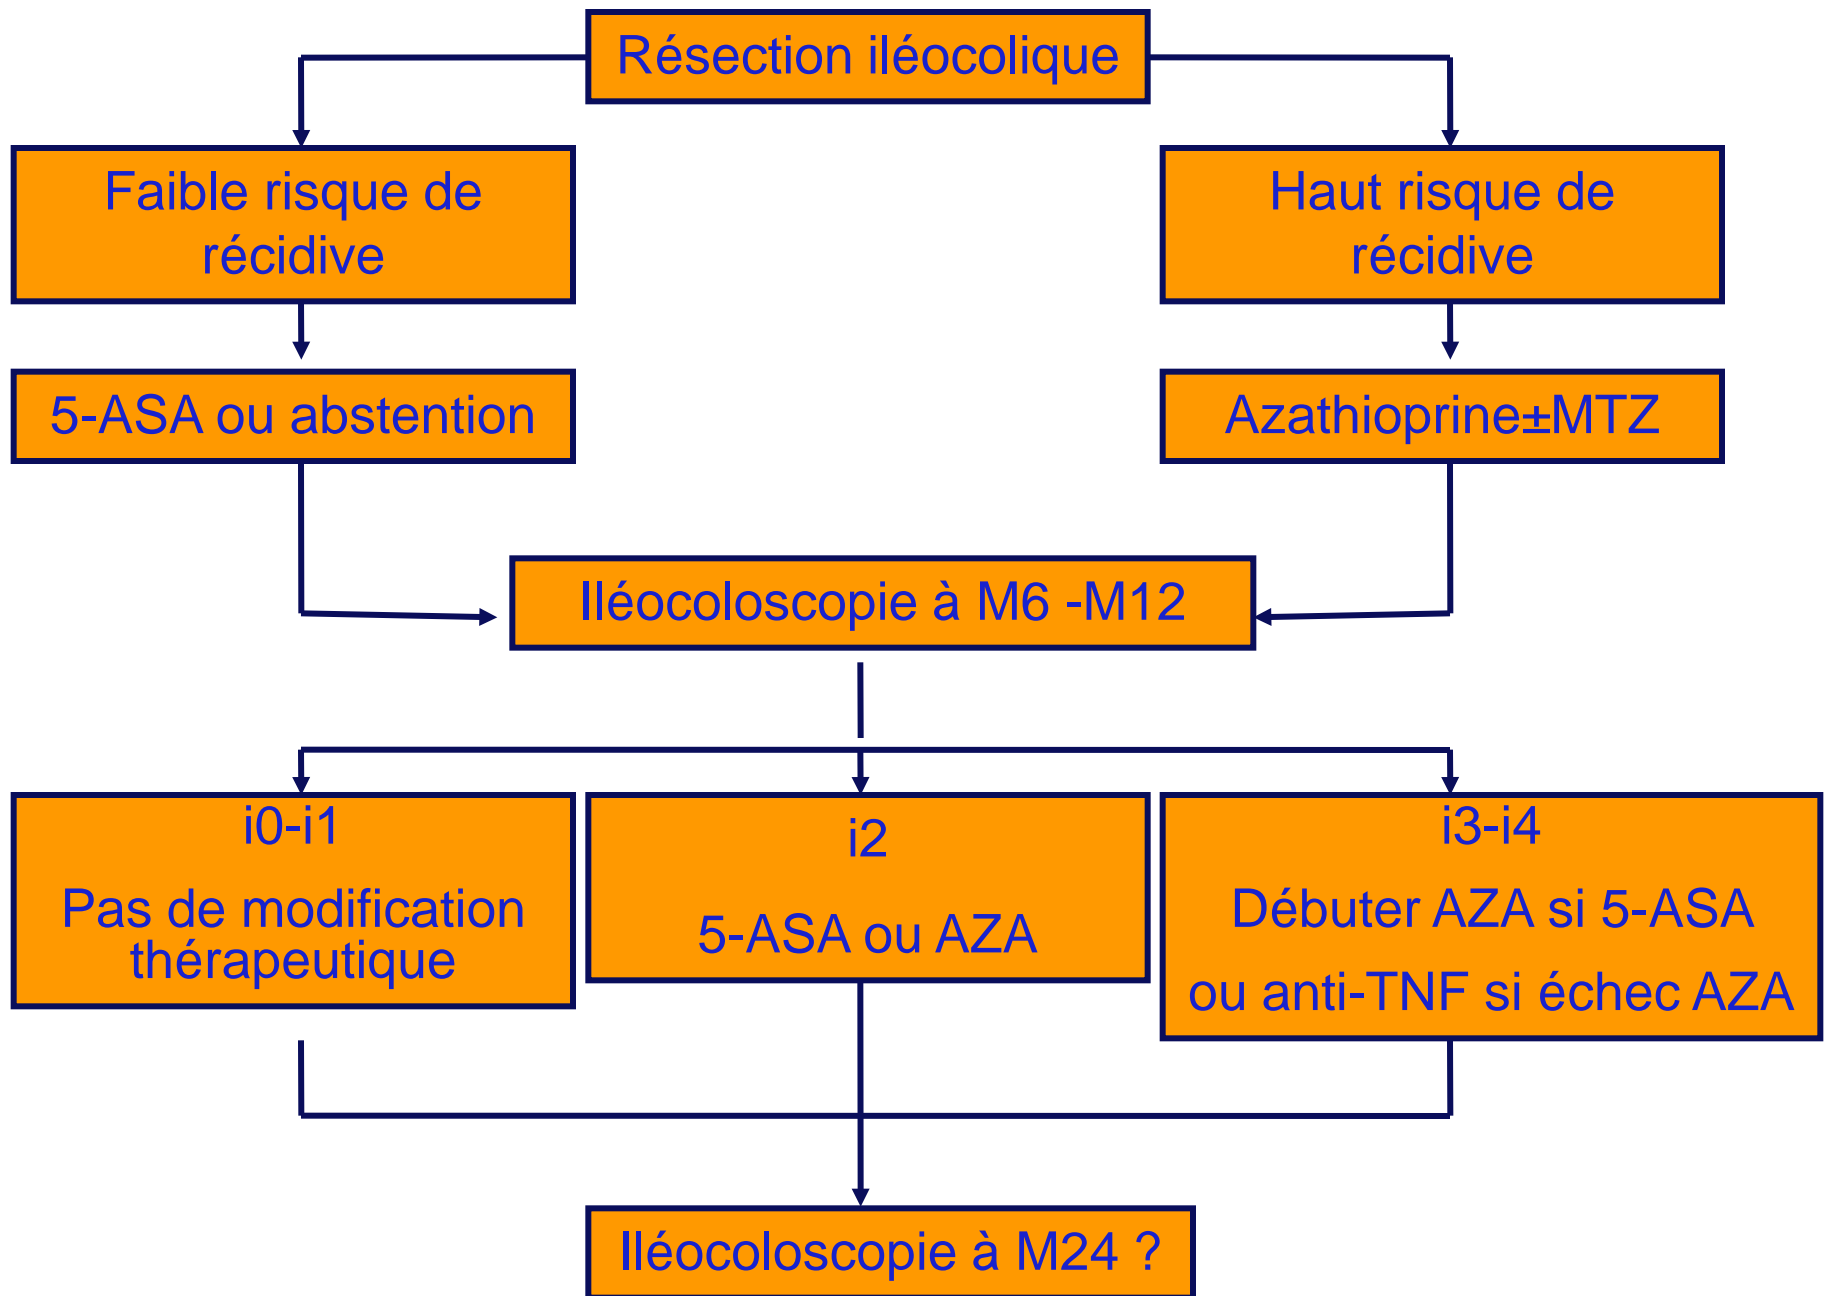 Résection iléocolique
Faible risque de
récidive
Haut risque de
récidive
5-ASA ou abstention
Azathioprine±MTZ
Iléocoloscopie à M6 -M12
i0-i1
Pas de modification
thérapeutique
i2
5-ASA ou AZA
i3-i4
Débuter AZA si 5-ASA
ou anti-TNF si échec AZA
Iléocoloscopie à M24 ?